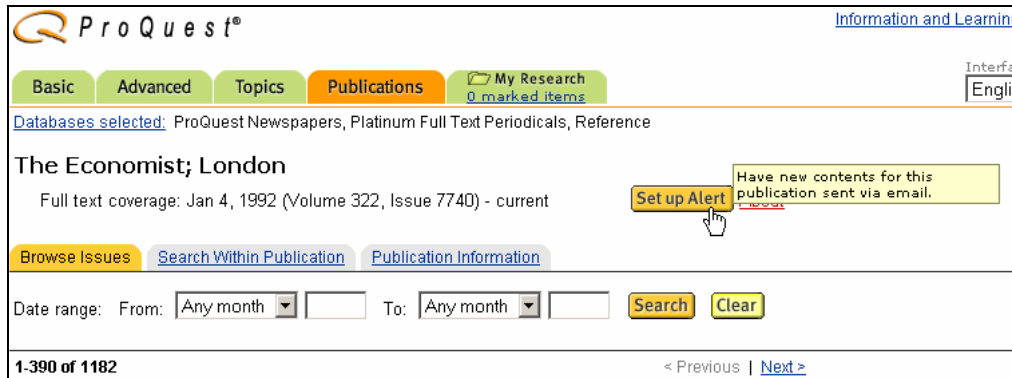 ProQuest®
Information and Learning
Basic
Advanced
Topics
Publications
My Research
0 marked items
Databases selected: ProQuest Newspapers, Platinum Full Text Periodicals, Reference
The Economist; London
Full text coverage: Jan 4, 1992 (Volume 322, Issue 7740) - current
Set up Alert
Have new contents for this
publication sent via email.
Browse Issues
Search Within Publication
Publication Information
Date range: From: Any month To: Any month Search Clear
1-390 of 1182
< Previous | Next >